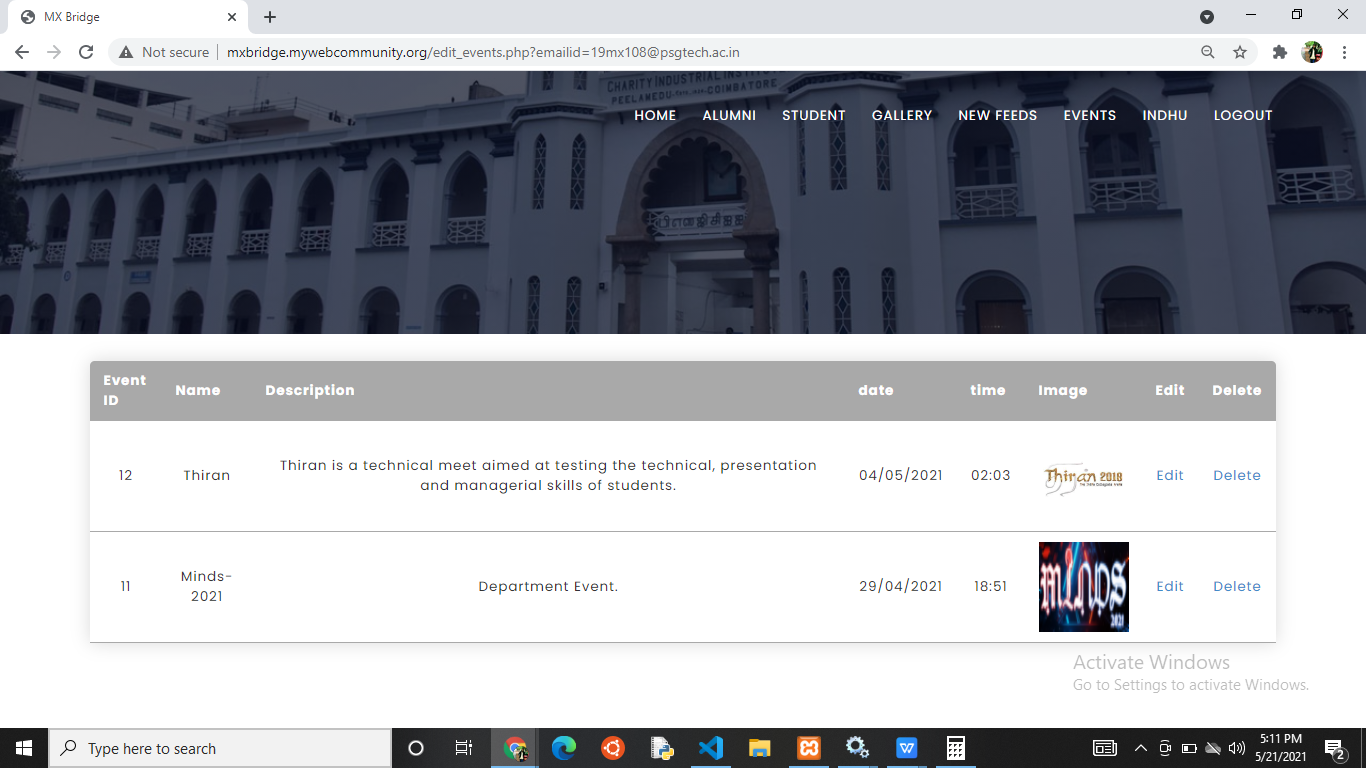 MX Bridge
Not secure
mxbridge.mywebcommunity.org/edit_events.php?emailid=19mx108@psgtech.ac.in
CHARITY INDUSTRIAL INSTIT
PEELAMEDU COIMBATORE
HOME ALUMNI STUDENT GALLERY NEW FEEDS EVENTS INDHU LOGOUT
Event ID Name Description date time Image Edit Delete
12 Thiran Thiran is a technical meet aimed at testing the technical, presentation
and managerial skills of students. 04/05/2021 02:03 Thiran 2018 Edit Delete
11 Minds-
2021 Department Event. 29/04/2021 18:51 MINDS 2021 Edit Delete
Activate Windows
Go to Settings to activate Windows.
Type here to search
5:11 PM
5/21/2021
2